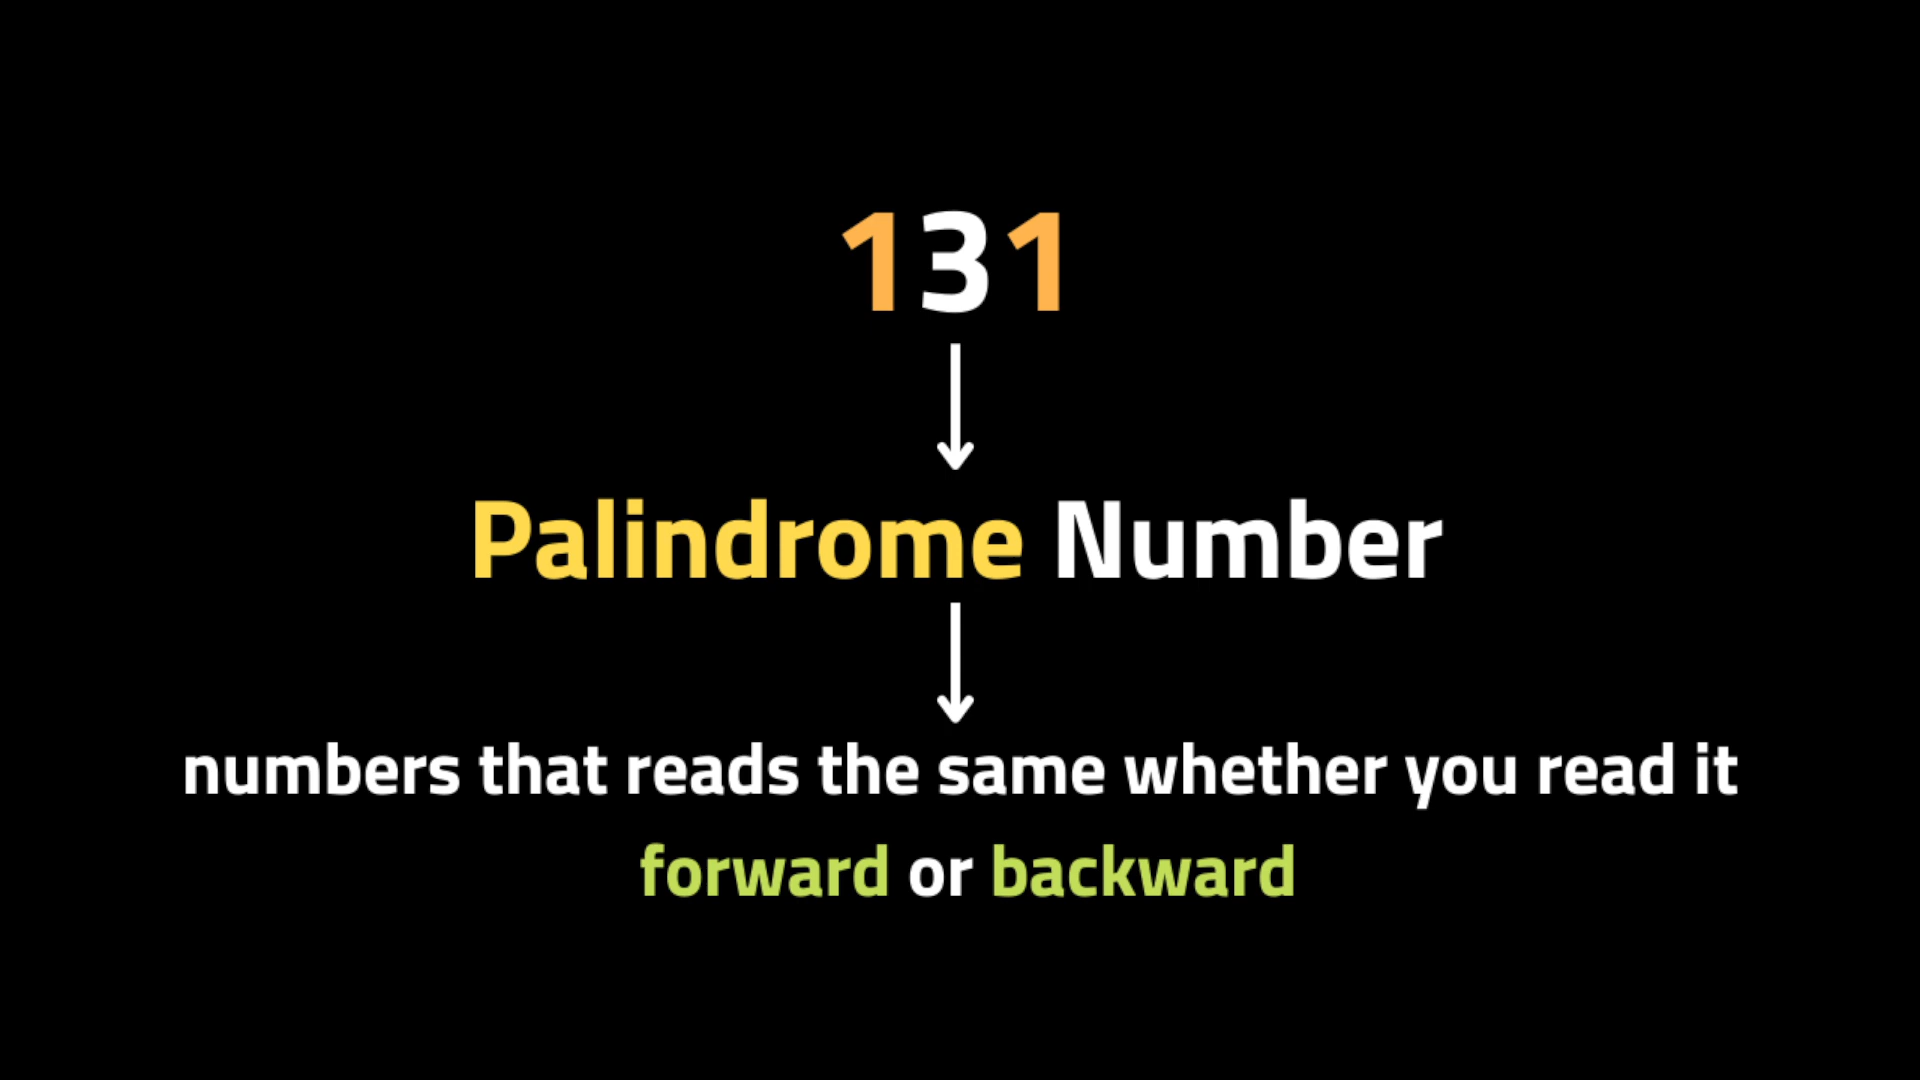 131
Palindrome Number
numbers that reads the same whether you read it
forward or backward